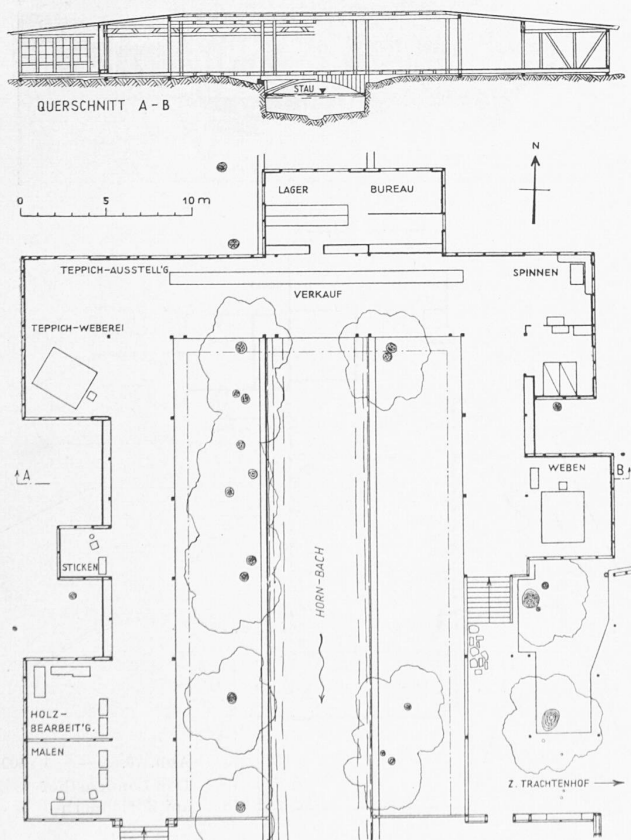 STAU
QUERSCHNITT A-B
N
0 5 10 m
LAGER
BUREAU
TEPPICH-AUSSTELL'G
SPINNEN
VERKAUF
TEPPICH-WEBEREI
A
WEBEN
B
STICKEN
HORN-BACH
HOLZ-
BEARBEIT'G.
MALEN
Z. TRACHTENHOF